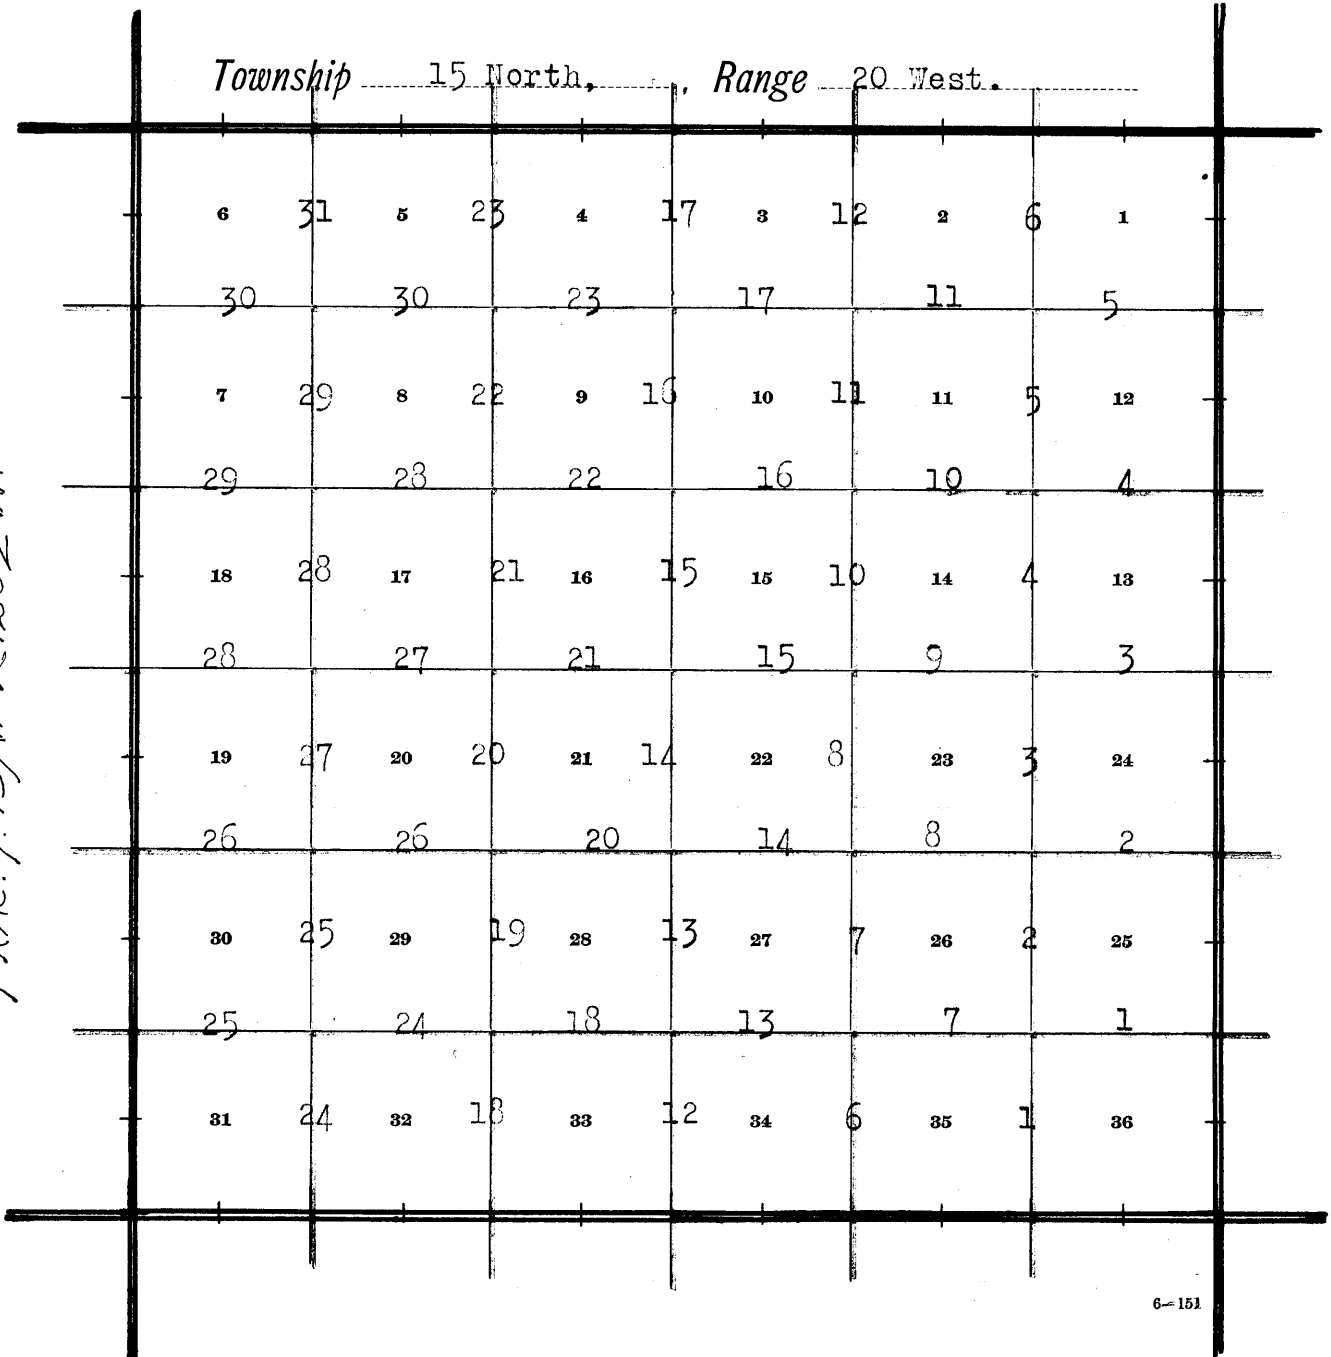 Township 15 North, , Range 20 West.
6 31 5 23 4 17 3 12 2 6 1
30 30 23 17 11 5
7 29 8 22 9 16 10 11 11 5 12
29 28 22 16 10 4
18 28 17 21 16 15 15 10 14 4 13
28 27 21 15 9 3
19 27 20 20 21 14 22 8 23 3 24
26 26 20 14 8 2
30 25 29 19 28 13 27 7 26 2 25
25 24 18 13 7 1
31 24 32 18 33 12 34 6 35 1 36
6—151